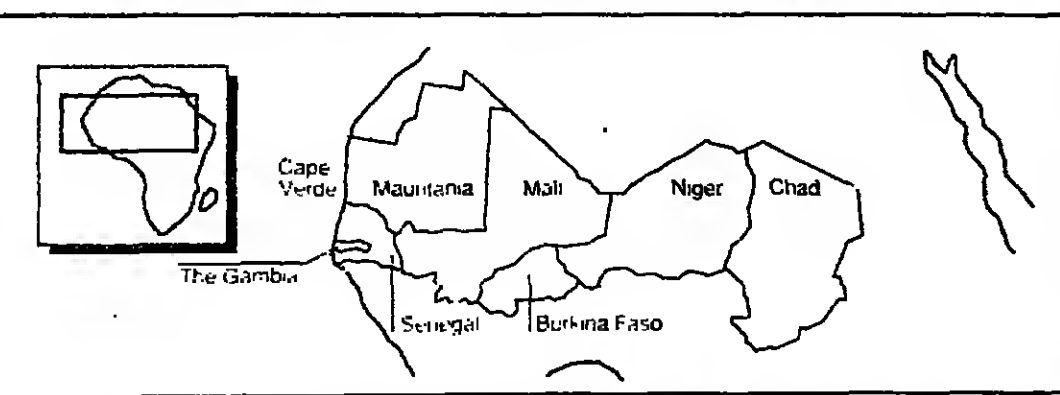 Cape
Verde
Mauritania
Mali
Niger
Chad
The Gambia
Senegal
Burkina Faso